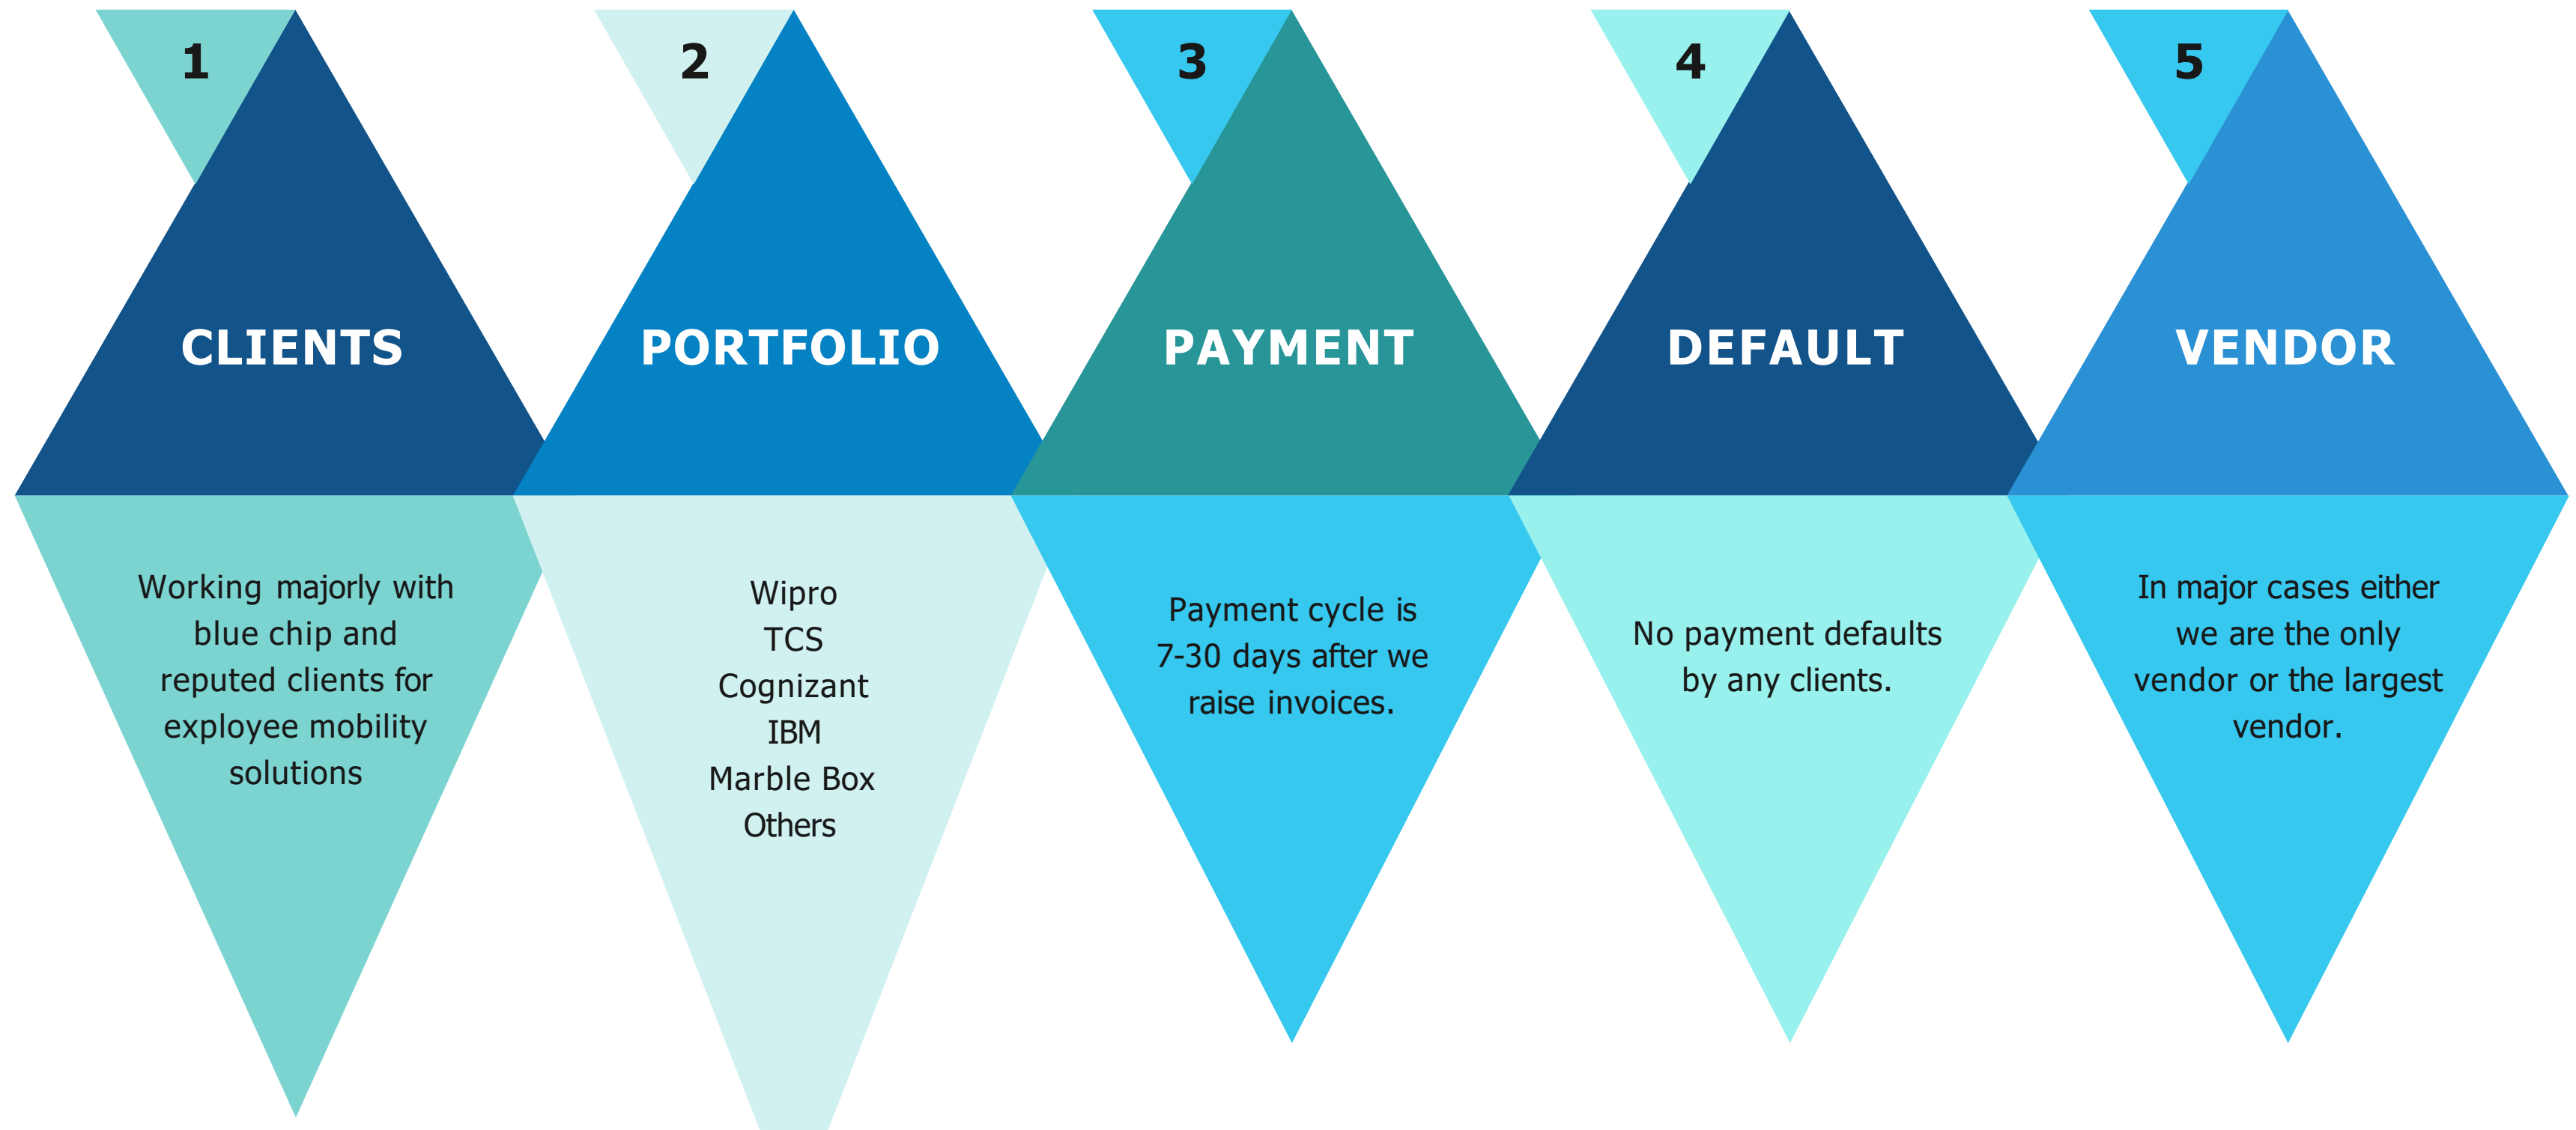 1
CLIENTS
Working majorly with
blue chip and
reputed clients for
exployee mobility
solutions
2
PORTFOLIO
Wipro
TCS
Cognizant
IBM
Marble Box
Others
3
PAYMENT
Payment cycle is
7-30 days after we
raise invoices.
4
DEFAULT
No payment defaults
by any clients.
5
VENDOR
In major cases either
we are the only
vendor or the largest
vendor.